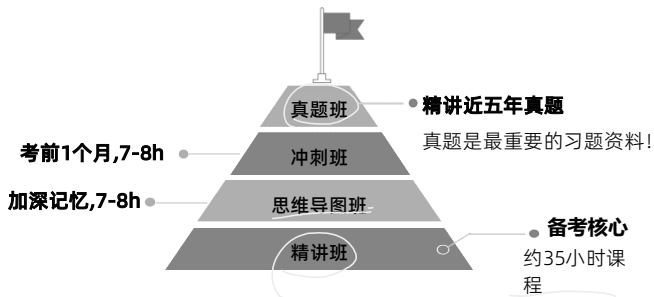 真题班
精讲近五年真题
真题是最重要的习题资料!
考前1个月,7-8h
冲刺班
加深记忆,7-8h
思维导图班
精讲班
备考核心
约35小时课
程